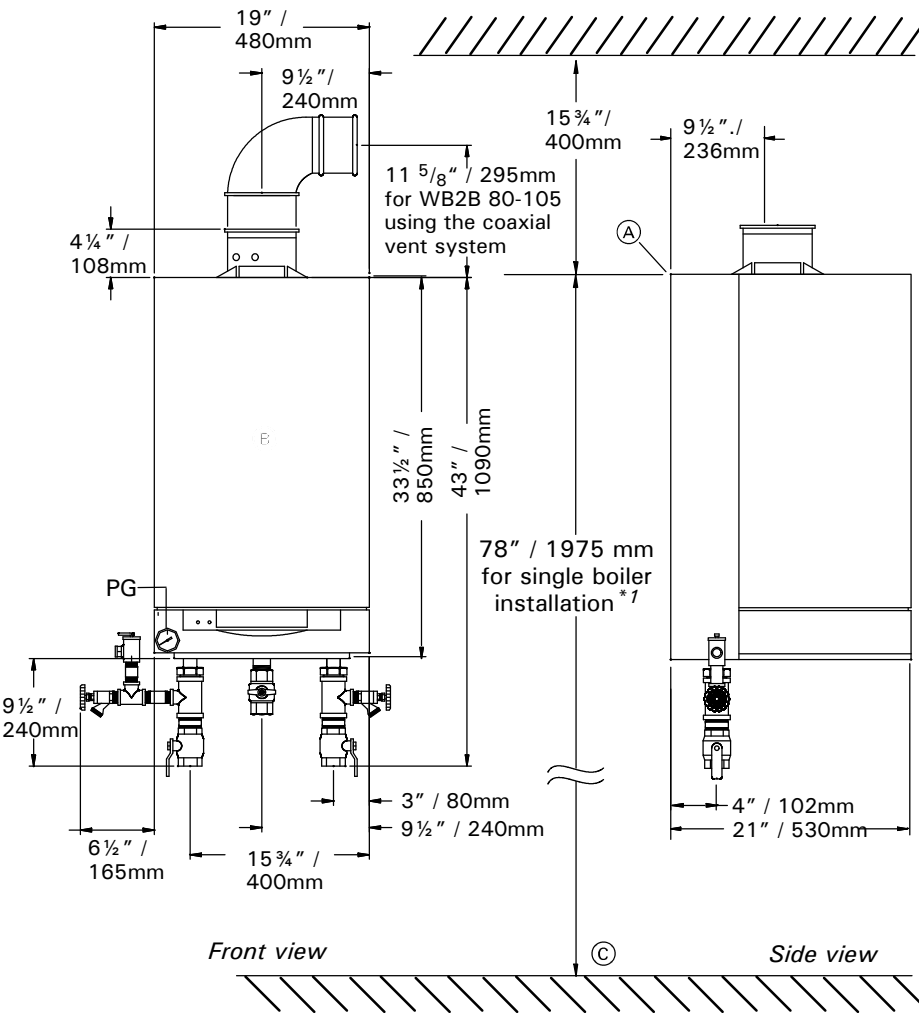 19" /
480mm
9½"/
240mm
15¾"/
400mm
9½"./
236mm
11 5/8“ / 295mm
for WB2B 80-105
using the coaxial
vent system
4¼" /
108mm
A
B
33½" /
850mm
43" /
1090mm
78" / 1975 mm
for single boiler
installation *1
PG
9½" /
240mm
3" / 80mm
9½" / 240mm
4" / 102mm
21" / 530mm
6½" /
165mm
15¾" /
400mm
Front view
C
Side view